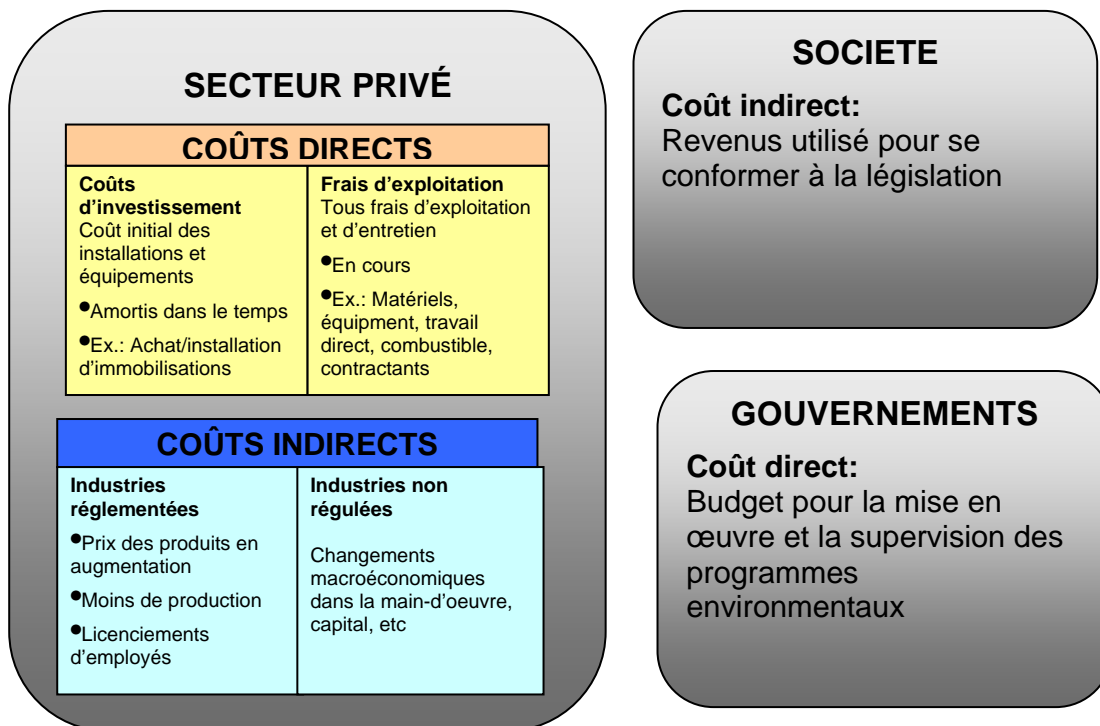 SECTEUR PRIVÉ
COÛTS DIRECTS
Coûts
d'investissement
Coût initial des
installations et
équipements
•Amortis dans le temps
•Ex.: Achat/installation
d'immobilisations
Frais d'exploitation
Tous frais d'exploitation
et d'entretien
•En cours
•Ex.: Matériels,
équipment, travail
direct, combustible,
contractants
COÛTS INDIRECTS
Industries
réglementées
•Prix des produits en
augmentation
•Moins de production
•Licenciements
d'employés
Industries non
régulées
Changements
macroéconomiques
dans la main-d'oeuvre,
capital, etc
SOCIETE
Coût indirect:
Revenus utilisé pour se
conformer à la législation
GOUVERNEMENTS
Coût direct:
Budget pour la mise en
œuvre et la supervision des
programmes
environmentaux